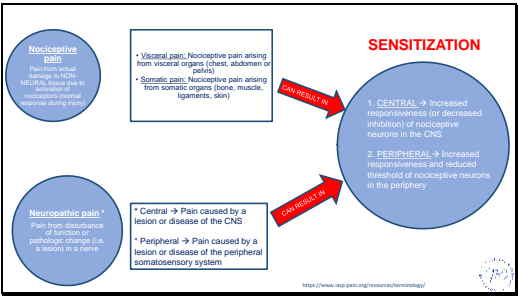 Nociceptive
pain
Pain from actual
damage to NON-
NEURAL tissue due to
activation of
nociceptors (normal
response during injury)
• Visceral pain: Nociceptive pain arising
from visceral organs (chest, abdomen or
pelvis)
• Somatic pain: Nociceptive pain arising
from somatic organs (bone, muscle,
ligaments, skin)
CAN RESULT IN
SENSITIZATION
1. CENTRAL → Increased
responsiveness (or decreased
inhibition) of nociceptive
neurons in the CNS
2. PERIPHERAL → Increased
responsiveness and reduced
threshold of nociceptive neurons
in the periphery
Neuropathic pain *
Pain from disturbance
of function or
pathologic change (i.e.
a lesion) in a nerve
* Central → Pain caused by a
lesion or disease of the CNS
* Peripheral → Pain caused by a
lesion or disease of the peripheral
somatosensory system
CAN RESULT IN
https://www.iasp-pain.org/resources/terminology/